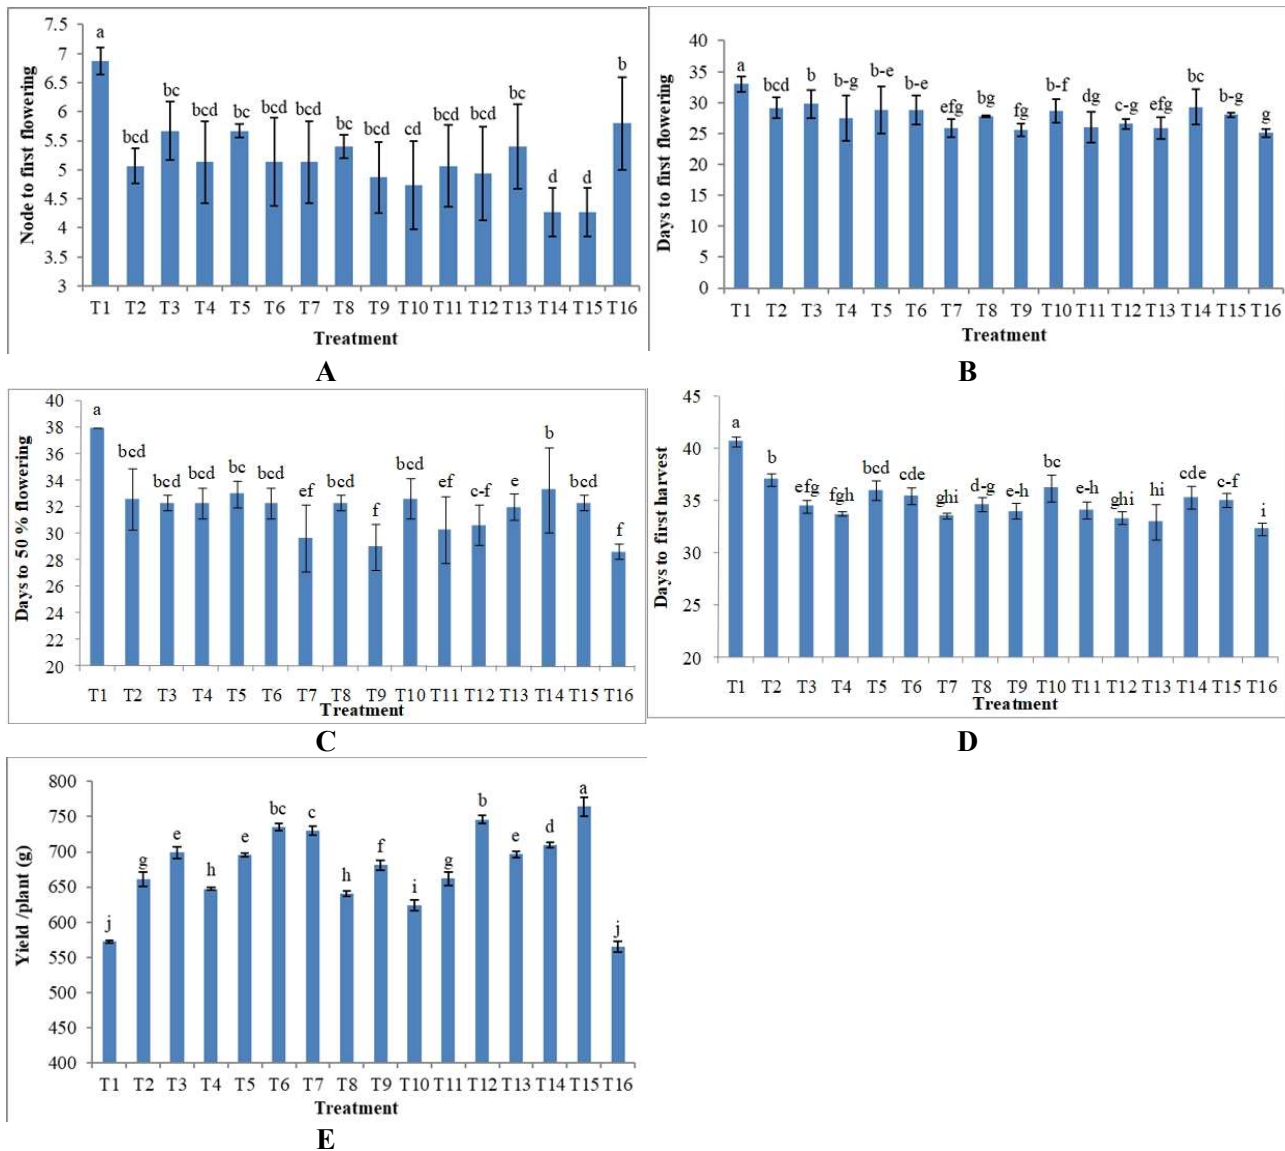 7.5
7
6.5
6
5.5
5
4.5
4
3.5
3
Node to first flowering
a
bcd
bc
bcd
bc
bcd
bcd
bc
bcd
cd
bcd
bcd
bc
d
d
b
T1 T2 T3 T4 T5 T6 T7 T8 T9 T10 T11 T12 T13 T14 T15 T16
Treatment
A
40
35
30
25
20
15
10
5
0
Days to first flowering
a
bcd
b
b-g
b-e
b-e
efg
bg
fg
b-f
dg
c-g
efg
bc
b-g
g
T1 T2 T3 T4 T5 T6 T7 T8 T9 T10 T11 T12 T13 T14 T15 T16
Treatment
B
40
38
36
34
32
30
28
26
24
22
20
Days to 50 % flowering
a
bcd
bcd
bcd
bc
bcd
ef
bcd
f
bcd
ef
c-f
e
b
bcd
f
T1 T2 T3 T4 T5 T6 T7 T8 T9 T10 T11 T12 T13 T14 T15 T16
Treatment
C
45
40
35
30
25
20
Days to first harvest
a
b
efg
fgh
bcd
cde
ghi
d-g
e-h
bc
e-h
ghi
hi
cde
c-f
i
T1 T2 T3 T4 T5 T6 T7 T8 T9 T10 T11 T12 T13 T14 T15 T16
Treatment
D
800
750
700
650
600
550
500
450
400
Yield /plant (g)
j
g
e
h
e
bc
c
h
f
i
g
b
e
d
a
j
T1 T2 T3 T4 T5 T6 T7 T8 T9 T10 T11 T12 T13 T14 T15 T16
Treatment
E